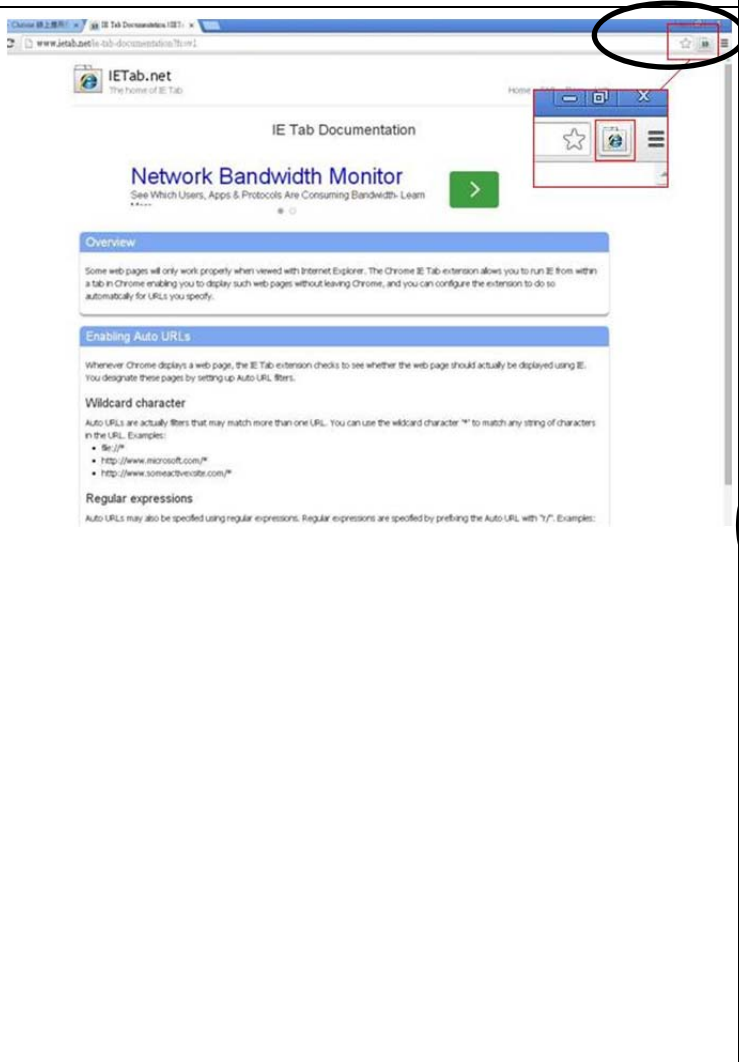 IE Tab Documentation
www.ietab.net/ie-tab-documentation?from
IETab.net
The home of IE Tab
Home
IE Tab Documentation
Network Bandwidth Monitor
See Which Users, Apps & Protocols Are Consuming Bandwidth- Learn
Overview
Some web pages will only work properly when viewed with Internet Explorer. The Chrome IE Tab extension allows you to run IE from within
a tab in Chrome enabling you to display such web pages without leaving Chrome, and you can configure the extension to do so
automatically for URLs you specify.
Enabling Auto URLs
Whenever Chrome displays a web page, the IE Tab extension checks to see whether the web page should actually be displayed using IE.
You designate these pages by setting up Auto URL filters.
Wildcard character
Auto URLs are actually filters that may match more than one URL. You can use the wildcard character "*" to match any string of characters
in the URL. Examples:
• file://*
• http://www.microsoft.com/*
• http://www.someactivexsite.com/*
Regular expressions
Auto URLs may also be specified using regular expressions. Regular expressions are specified by prefixing the Auto URL with "r/". Examples: